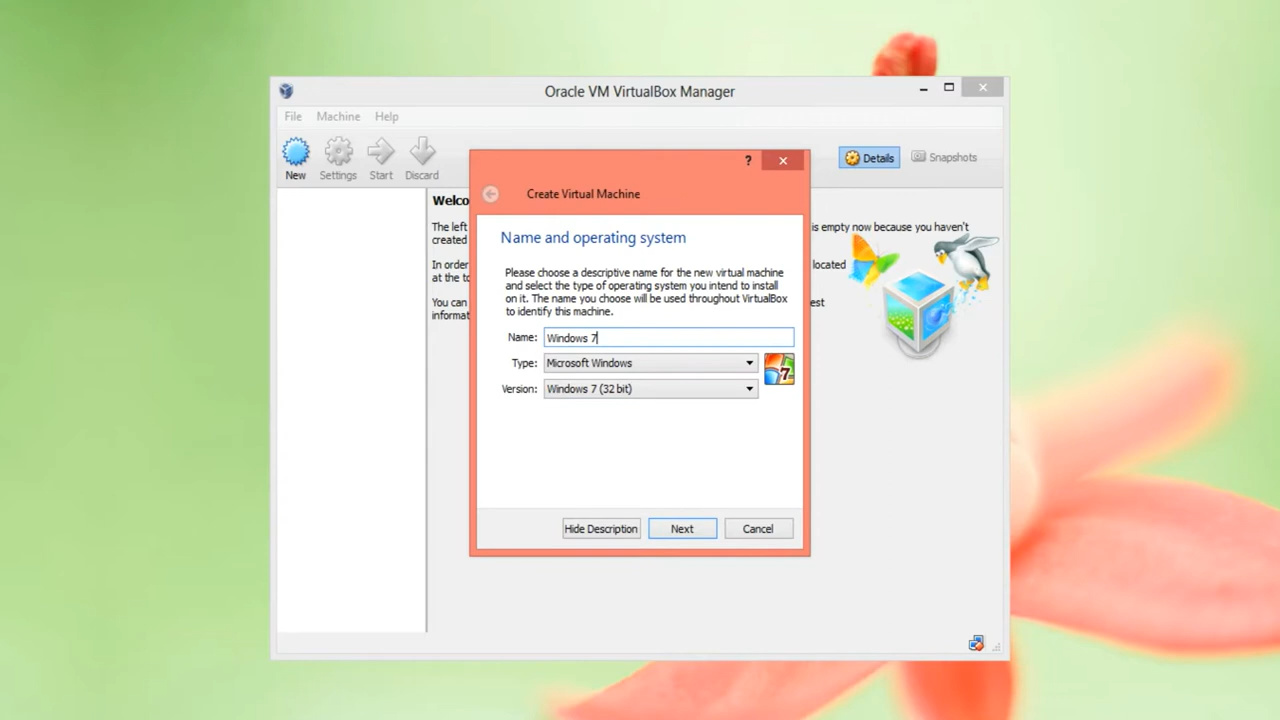 Oracle VM VirtualBox Manager
File Machine Help
New Settings Start Discard
Details Snapshots
?
Create Virtual Machine
Welco
The left
is empty now because you haven't
created
In order
located
at the to
You can
est
informat
Name and operating system
Please choose a descriptive name for the new virtual machine
and select the type of operating system you intend to install
on it. The name you choose will be used throughout VirtualBox
to identify this machine.
Name: Windows 7
Type: Microsoft Windows
7
Version: Windows 7 (32 bit)
Hide Description Next Cancel